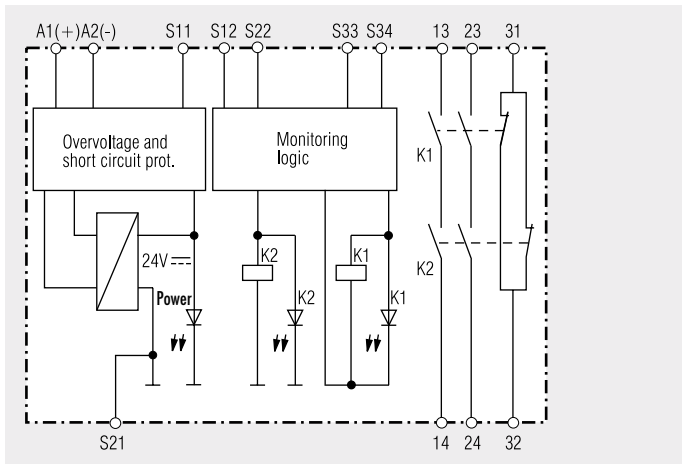 A1(+) A2(-) S11 S12 S22 S33 S34 13 23 31
Overvoltage and
short circuit prot.
Monitoring
logic
K1
24V
K2 K1
K2
Power K2 K1
S21 14 24 32